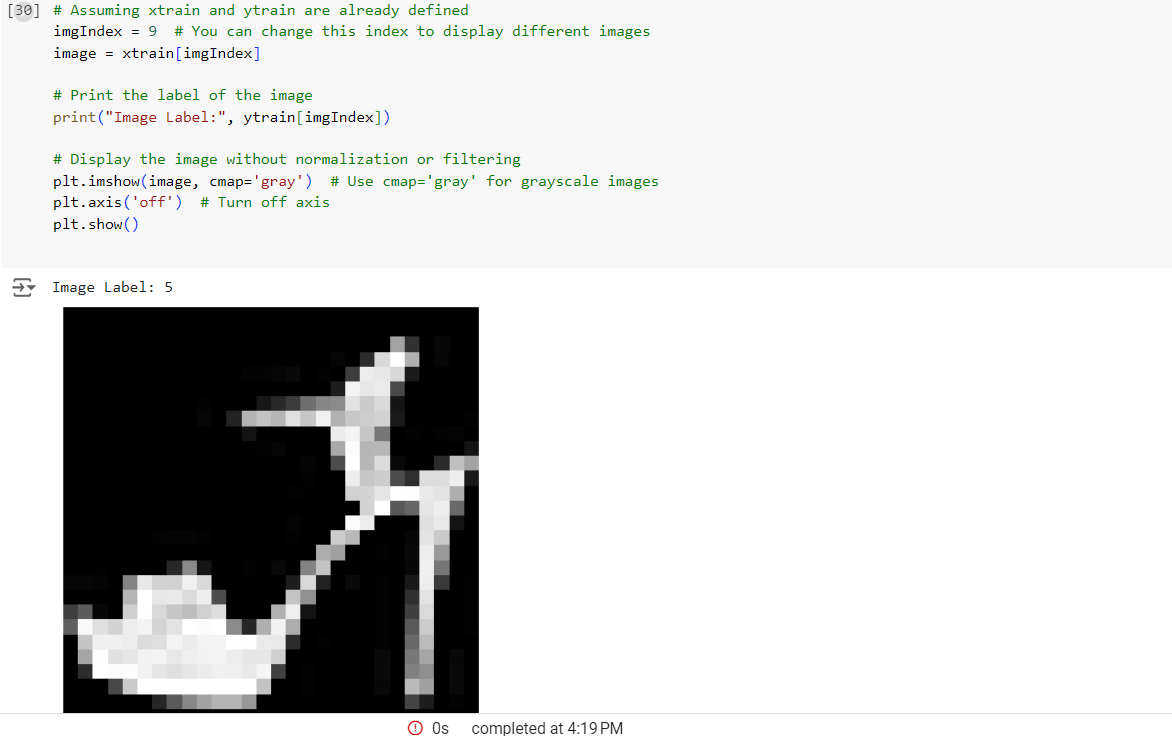 [30] # Assuming xtrain and ytrain are already defined
imgIndex = 9  # You can change this index to display different images
image = xtrain[imgIndex]
# Print the label of the image
print("Image Label:", ytrain[imgIndex])
# Display the image without normalization or filtering
plt.imshow(image, cmap='gray')  # Use cmap='gray' for grayscale images
plt.axis('off')  # Turn off axis
plt.show()
Image Label: 5
0s completed at 4:19 PM